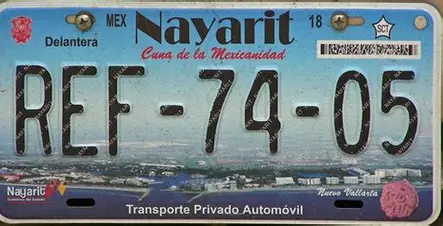 Delantera MEX Nayarit 18 SCT
Cuna de la Mexicanidad
REF-74-05
Nayarit
Nuevo Vallarta
Transporte Privado Automóvil